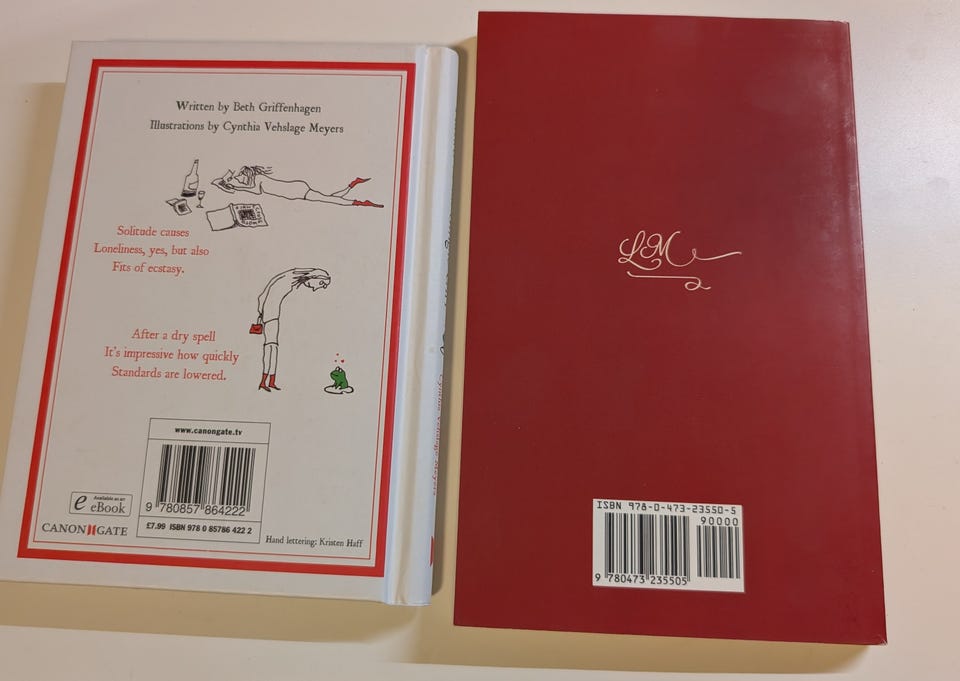 Written by Beth Griffenhagen
Illustrations by Cynthia Vehslage Meyers
Solitude causes
Loneliness, yes, but also
Fits of ecstasy.
After a dry spell
It's impressive how quickly
Standards are lowered.
www.canongate.tv
9 780857 864222
£7.99 ISBN 978 0 85786 422 2
e Available as an
eBook
CANONGATE
Hand lettering: Kristen Haff
Cynthia Vehslage Meyers
LM
ISBN 978-0-473-23550-5
90000
9 780473 235505